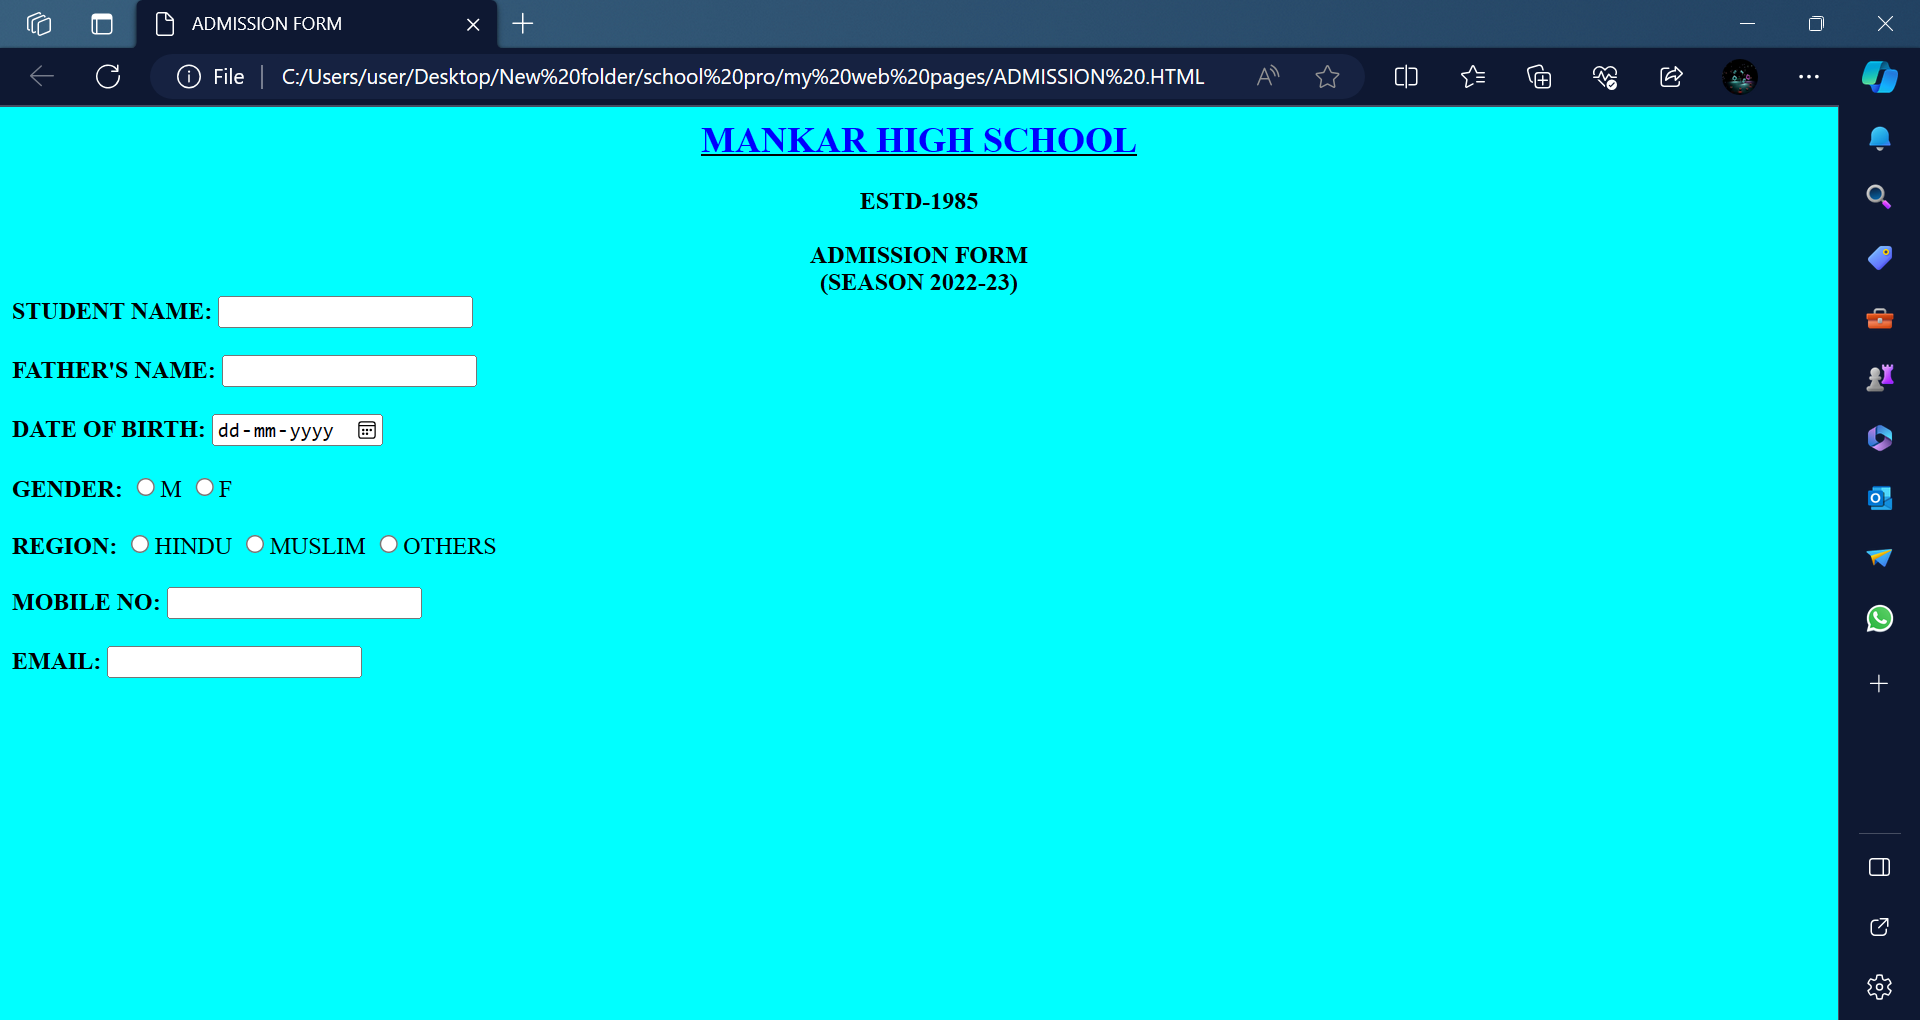 ADMISSION FORM
File C:/Users/user/Desktop/New%20folder/school%20pro/my%20web%20pages/ADMISSION%20.HTML
MANKAR HIGH SCHOOL
ESTD-1985
ADMISSION FORM
(SEASON 2022-23)
STUDENT NAME:
FATHER'S NAME:
DATE OF BIRTH: dd-mm-yyyy
GENDER: M F
REGION: HINDU MUSLIM OTHERS
MOBILE NO:
EMAIL: